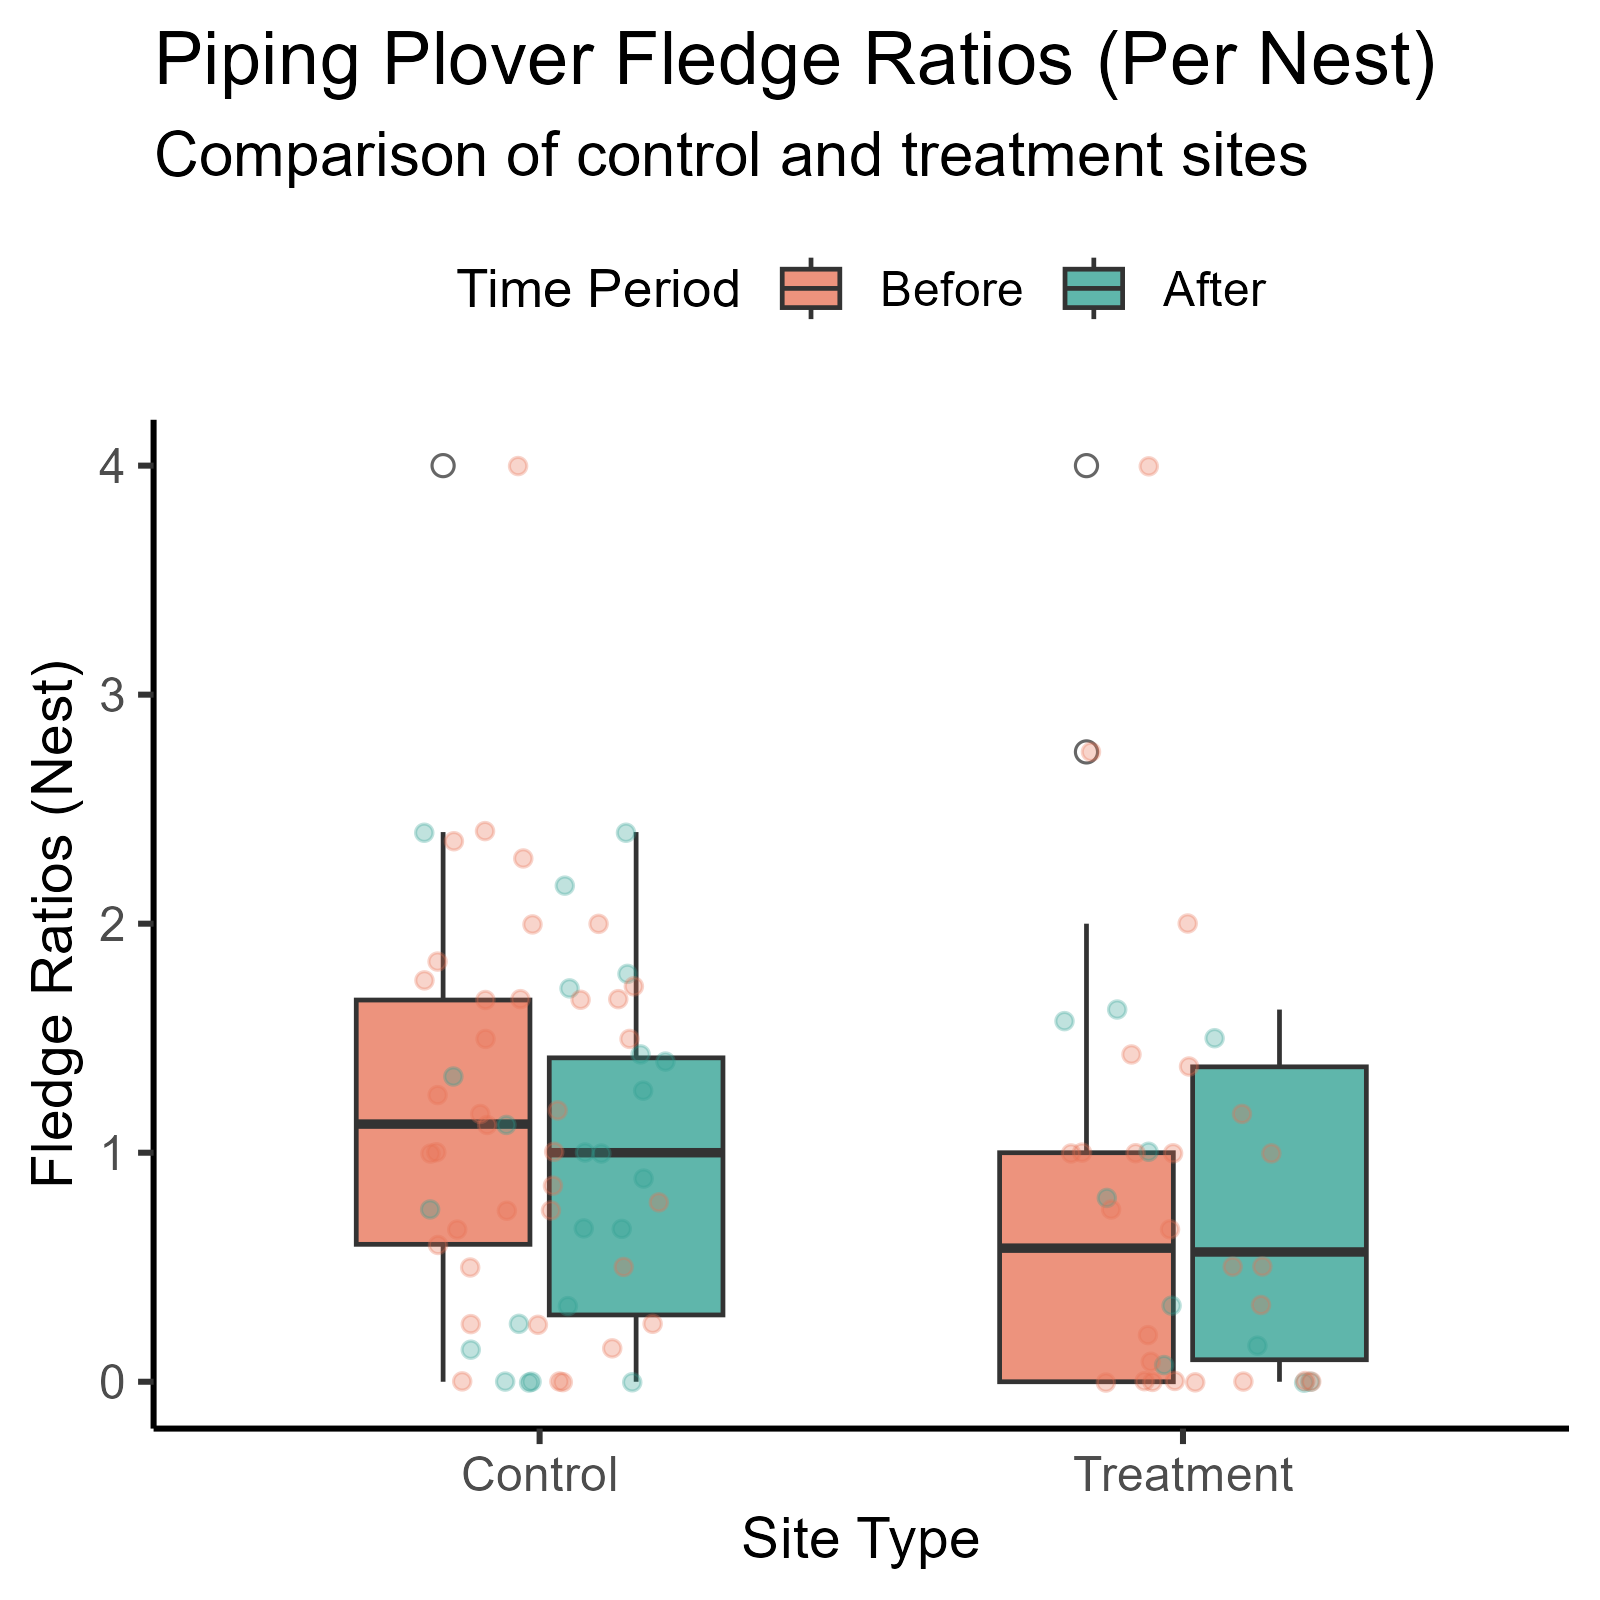 Piping Plover Fledge Ratios (Per Nest)
Comparison of control and treatment sites
Time Period Before After
Fledge Ratios (Nest)
4
3
2
1
0
Control Treatment
Site Type